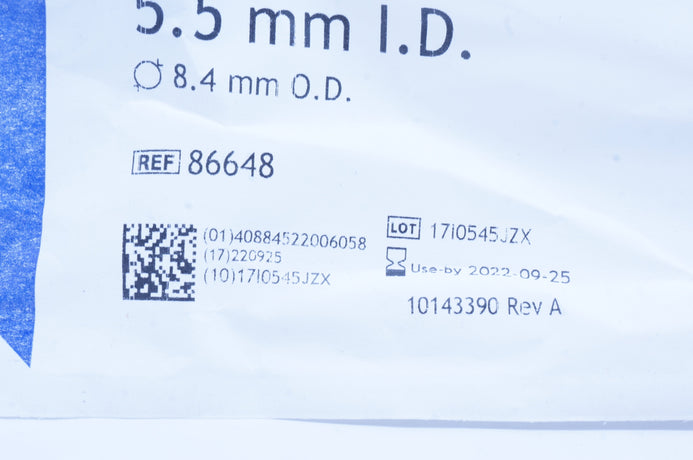 5.5 mm I.D.
8.4 mm O.D.
REF 86648
(01)40884522006058
(17)220925
(10)17I0545JZX
LOT 17I0545JZX
Use-by 2022-09-25
10143390 Rev A